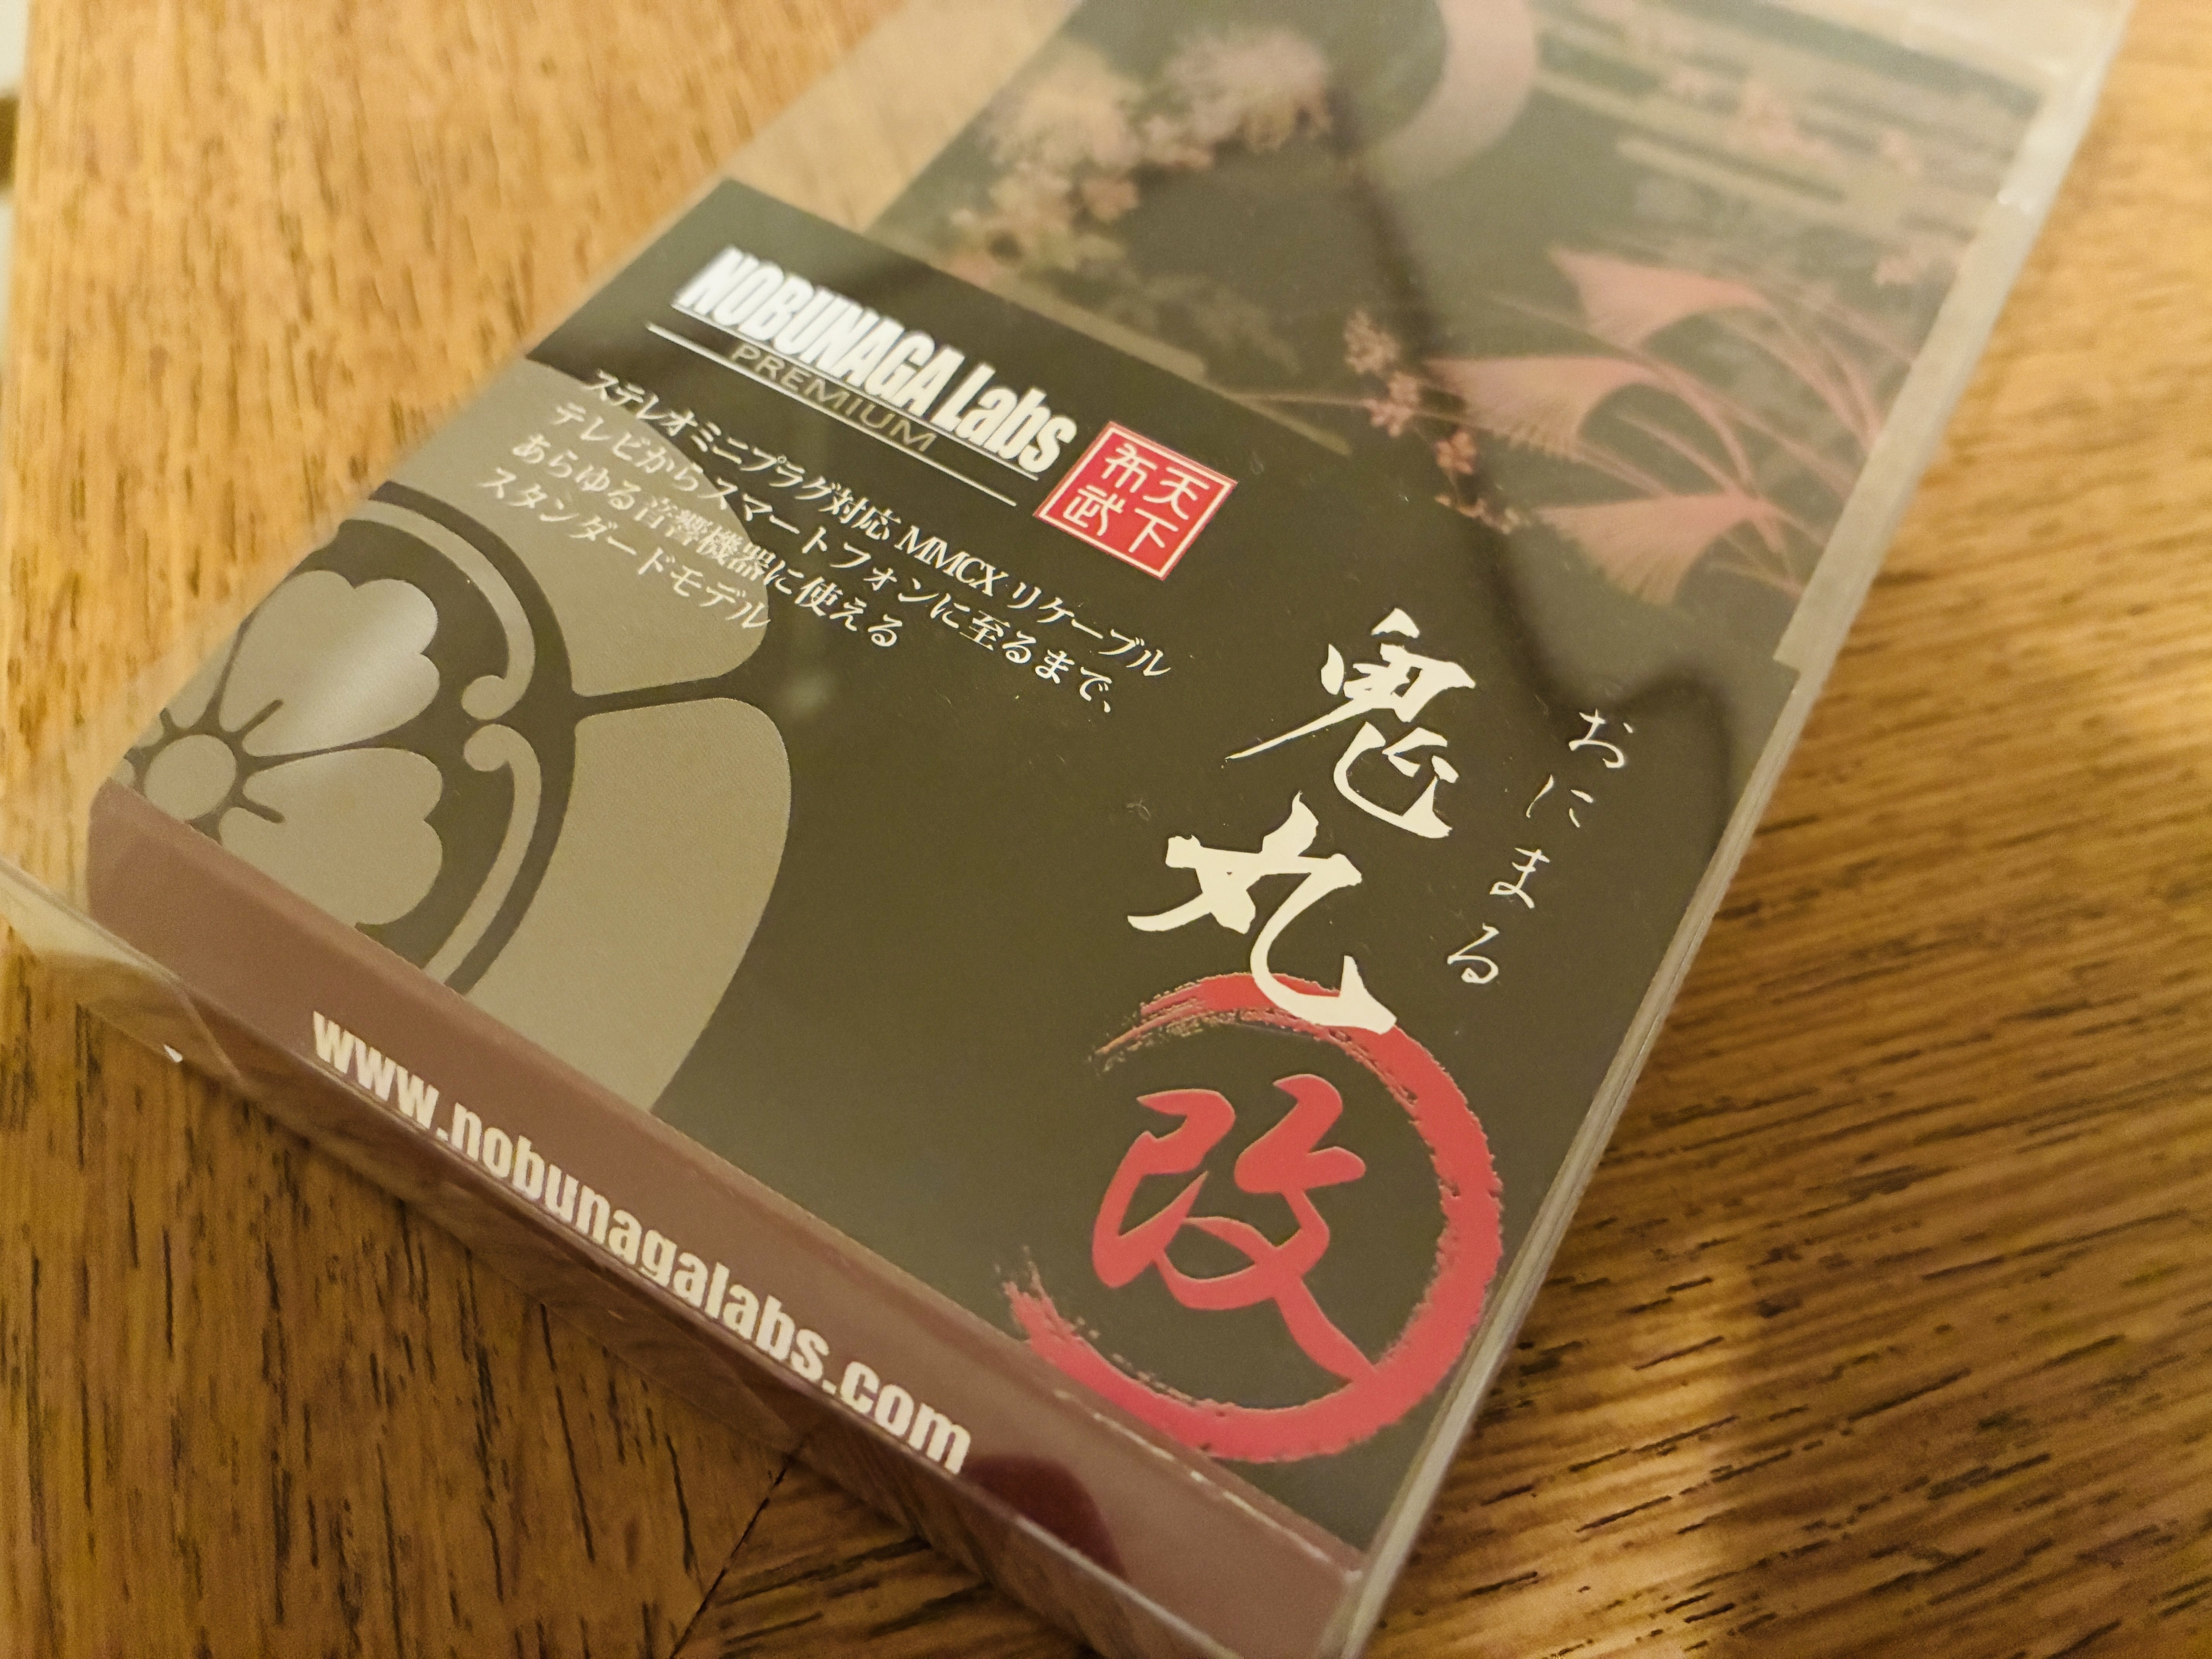 NOBUNAGA Labs
PREMIUM
天下
布武
ステレオミニプラグ対応 MMCX リケーブル
テレビからスマートフォンに至るまで、
あらゆる音響機器に使える
スタンダードモデル
おにまる
鬼丸
改
www.nobunagalabs.com